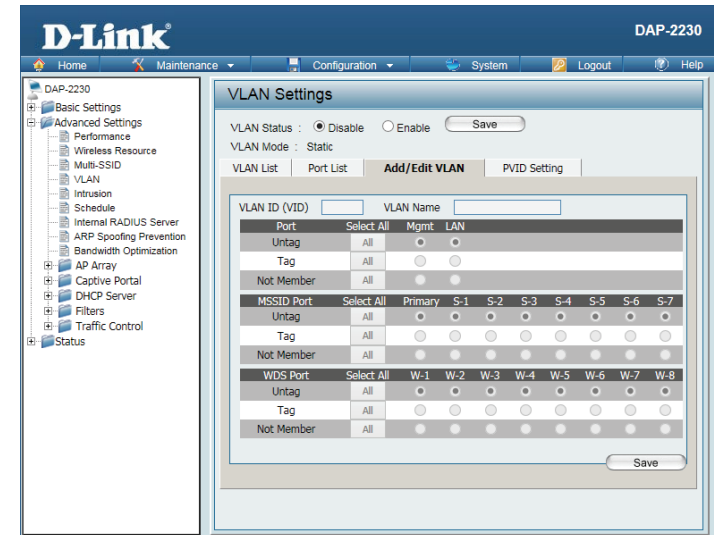 D-Link®
DAP-2230
Home Maintenance Configuration System Logout Help
DAP-2230
Basic Settings
Advanced Settings
Performance
Wireless Resource
Multi-SSID
VLAN
Intrusion
Schedule
Internal RADIUS Server
ARP Spoofing Prevention
Bandwidth Optimization
AP Array
Captive Portal
DHCP Server
Filters
Traffic Control
Status
VLAN Settings
VLAN Status : Disable Enable Save
VLAN Mode : Static
VLAN List Port List Add/Edit VLAN PVID Setting
VLAN ID (VID) VLAN Name
Port Select All Mgmt LAN
Untag All
Tag All
Not Member All
MSSID Port Select All Primary S-1 S-2 S-3 S-4 S-5 S-6 S-7
Untag All
Tag All
Not Member All
WDS Port Select All W-1 W-2 W-3 W-4 W-5 W-6 W-7 W-8
Untag All
Tag All
Not Member All
Save